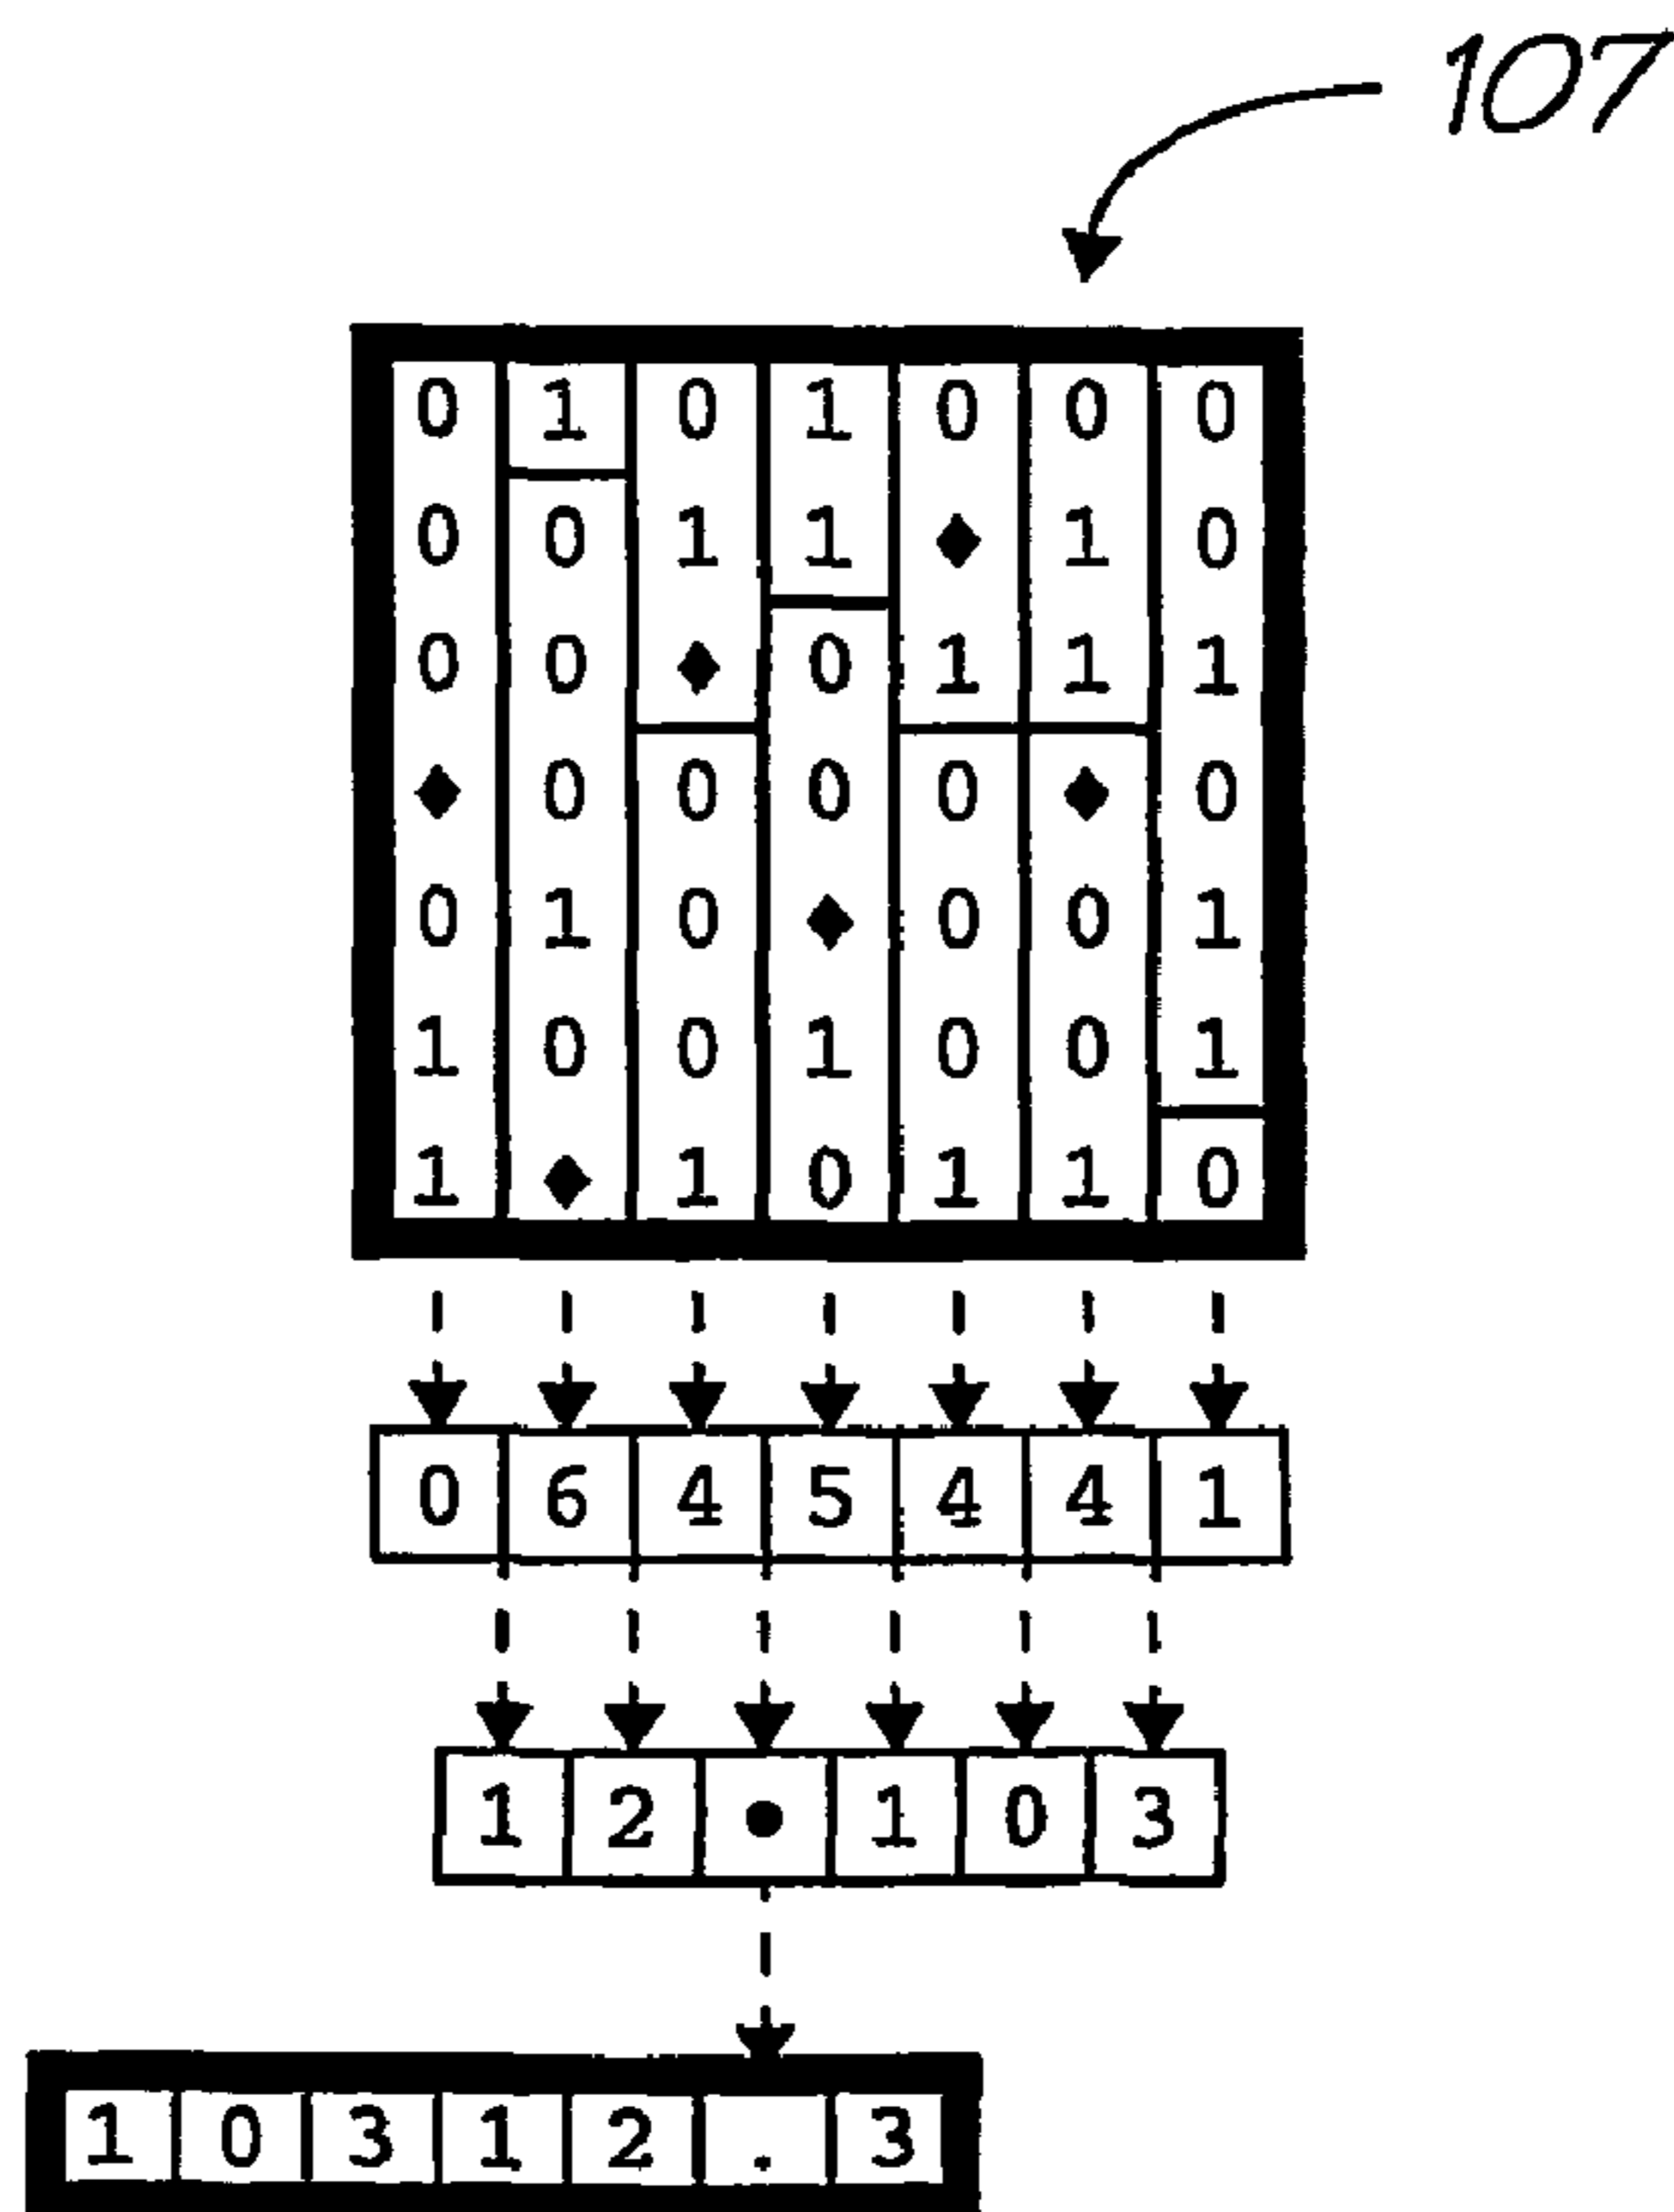 107
0 1 0 1 0 0 0
0 0 1 1 ♦ 1 0
0 0 ♦ 0 1 1 1
♦ 0 0 0 0 ♦ 0
0 1 0 ♦ 0 0 1
1 0 0 1 0 0 1
1 ♦ 1 0 1 1 0
0 6 4 5 4 4 1
1 2 ● 1 0 3
1 0 3 1 2 . 3